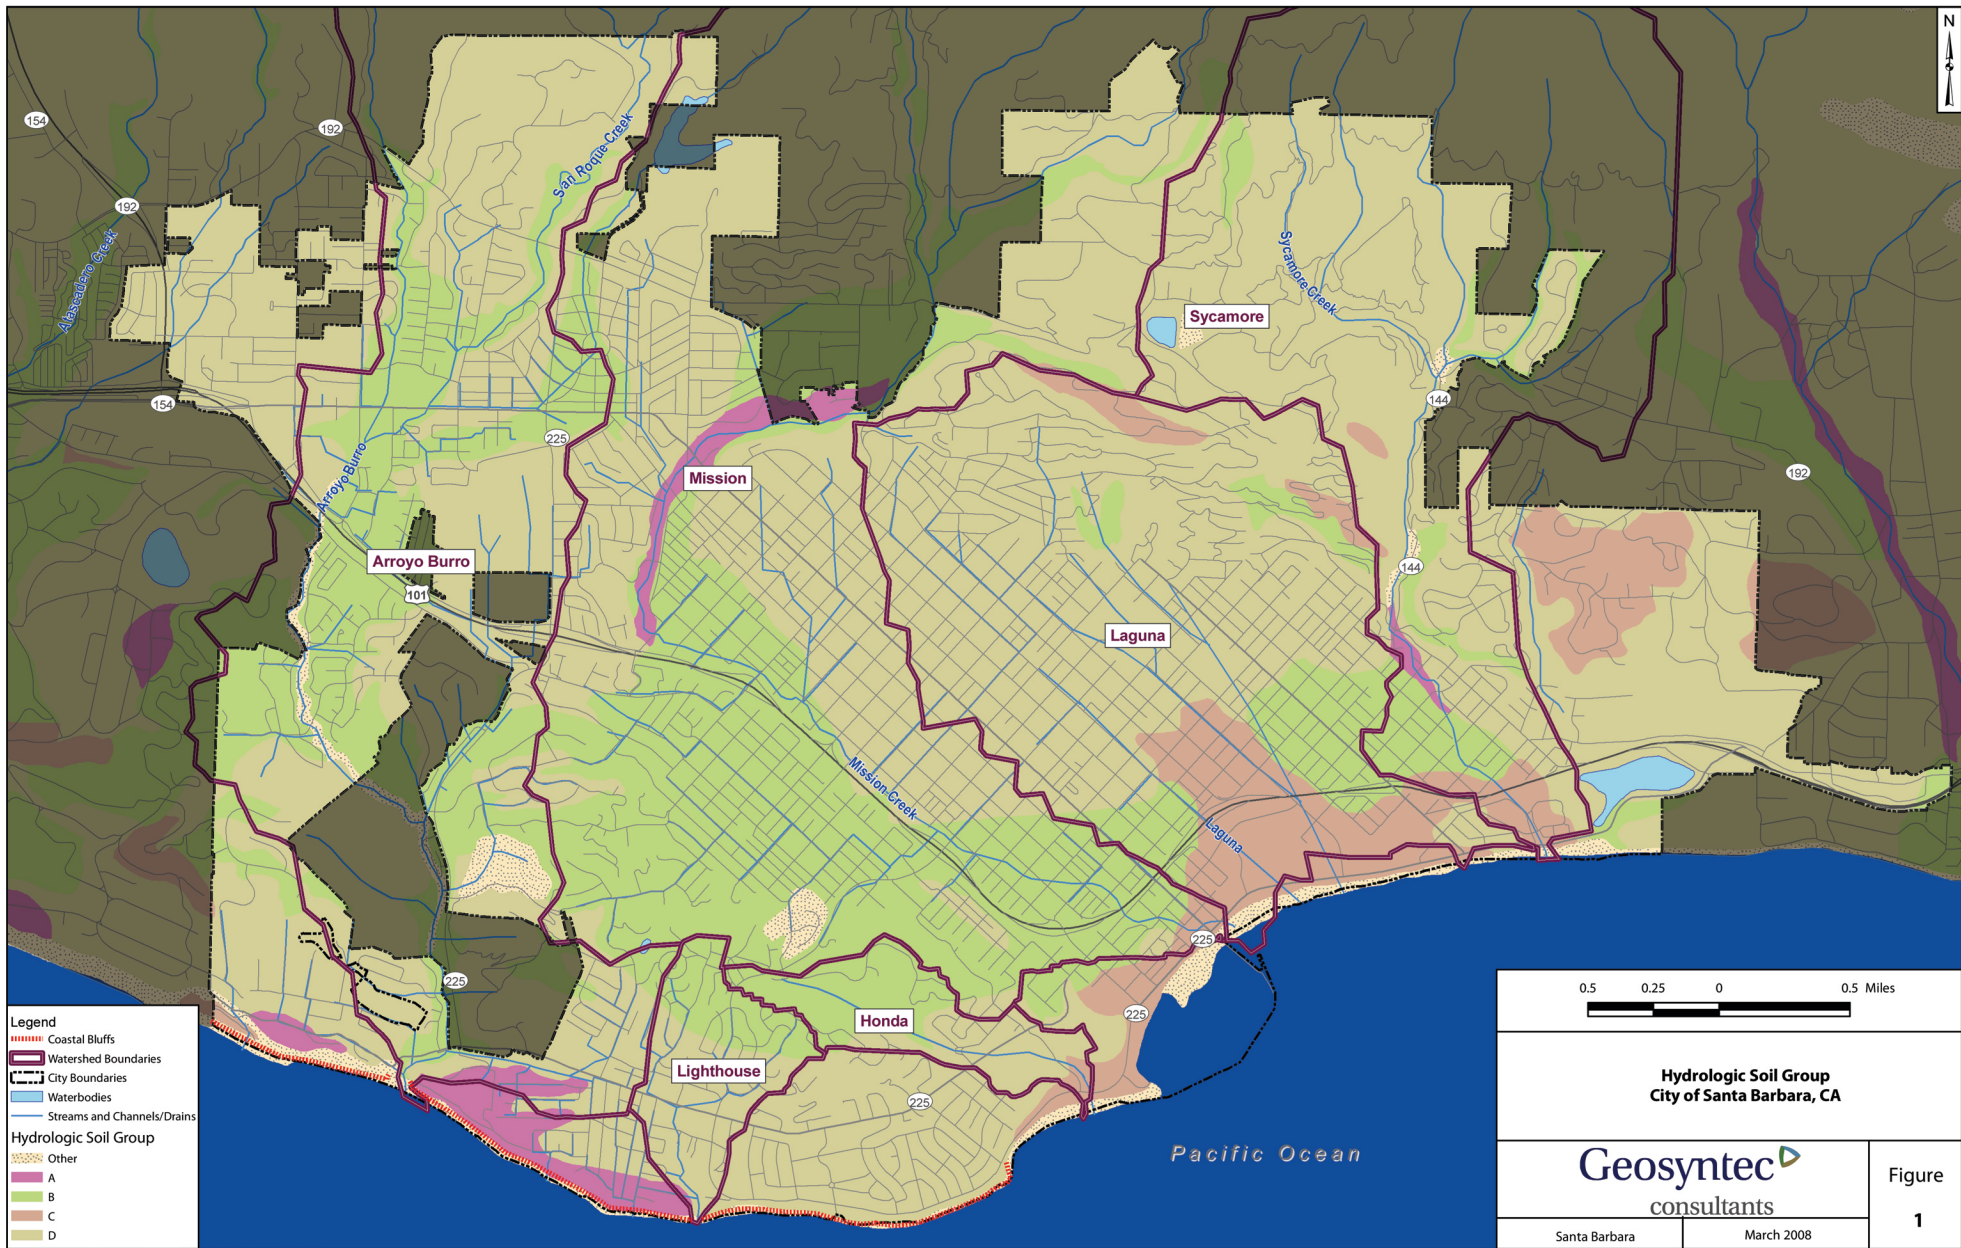 N
154
192
192
Atascadero Creek
154
San Roque Creek
Arroyo Burro
225
Mission
Arroyo Burro
101
Sycamore Creek
Sycamore
144
192
144
Laguna
Mission Creek
Laguna
225
225
225
Honda
Lighthouse
225
Pacific Ocean
Legend
Coastal Bluffs
Watershed Boundaries
City Boundaries
Waterbodies
Streams and Channels/Drains
Hydrologic Soil Group
Other
A
B
C
D
0.5 0.25 0 0.5 Miles
Hydrologic Soil Group
City of Santa Barbara, CA
Geosyntec
consultants
Figure
1
Santa Barbara
March 2008